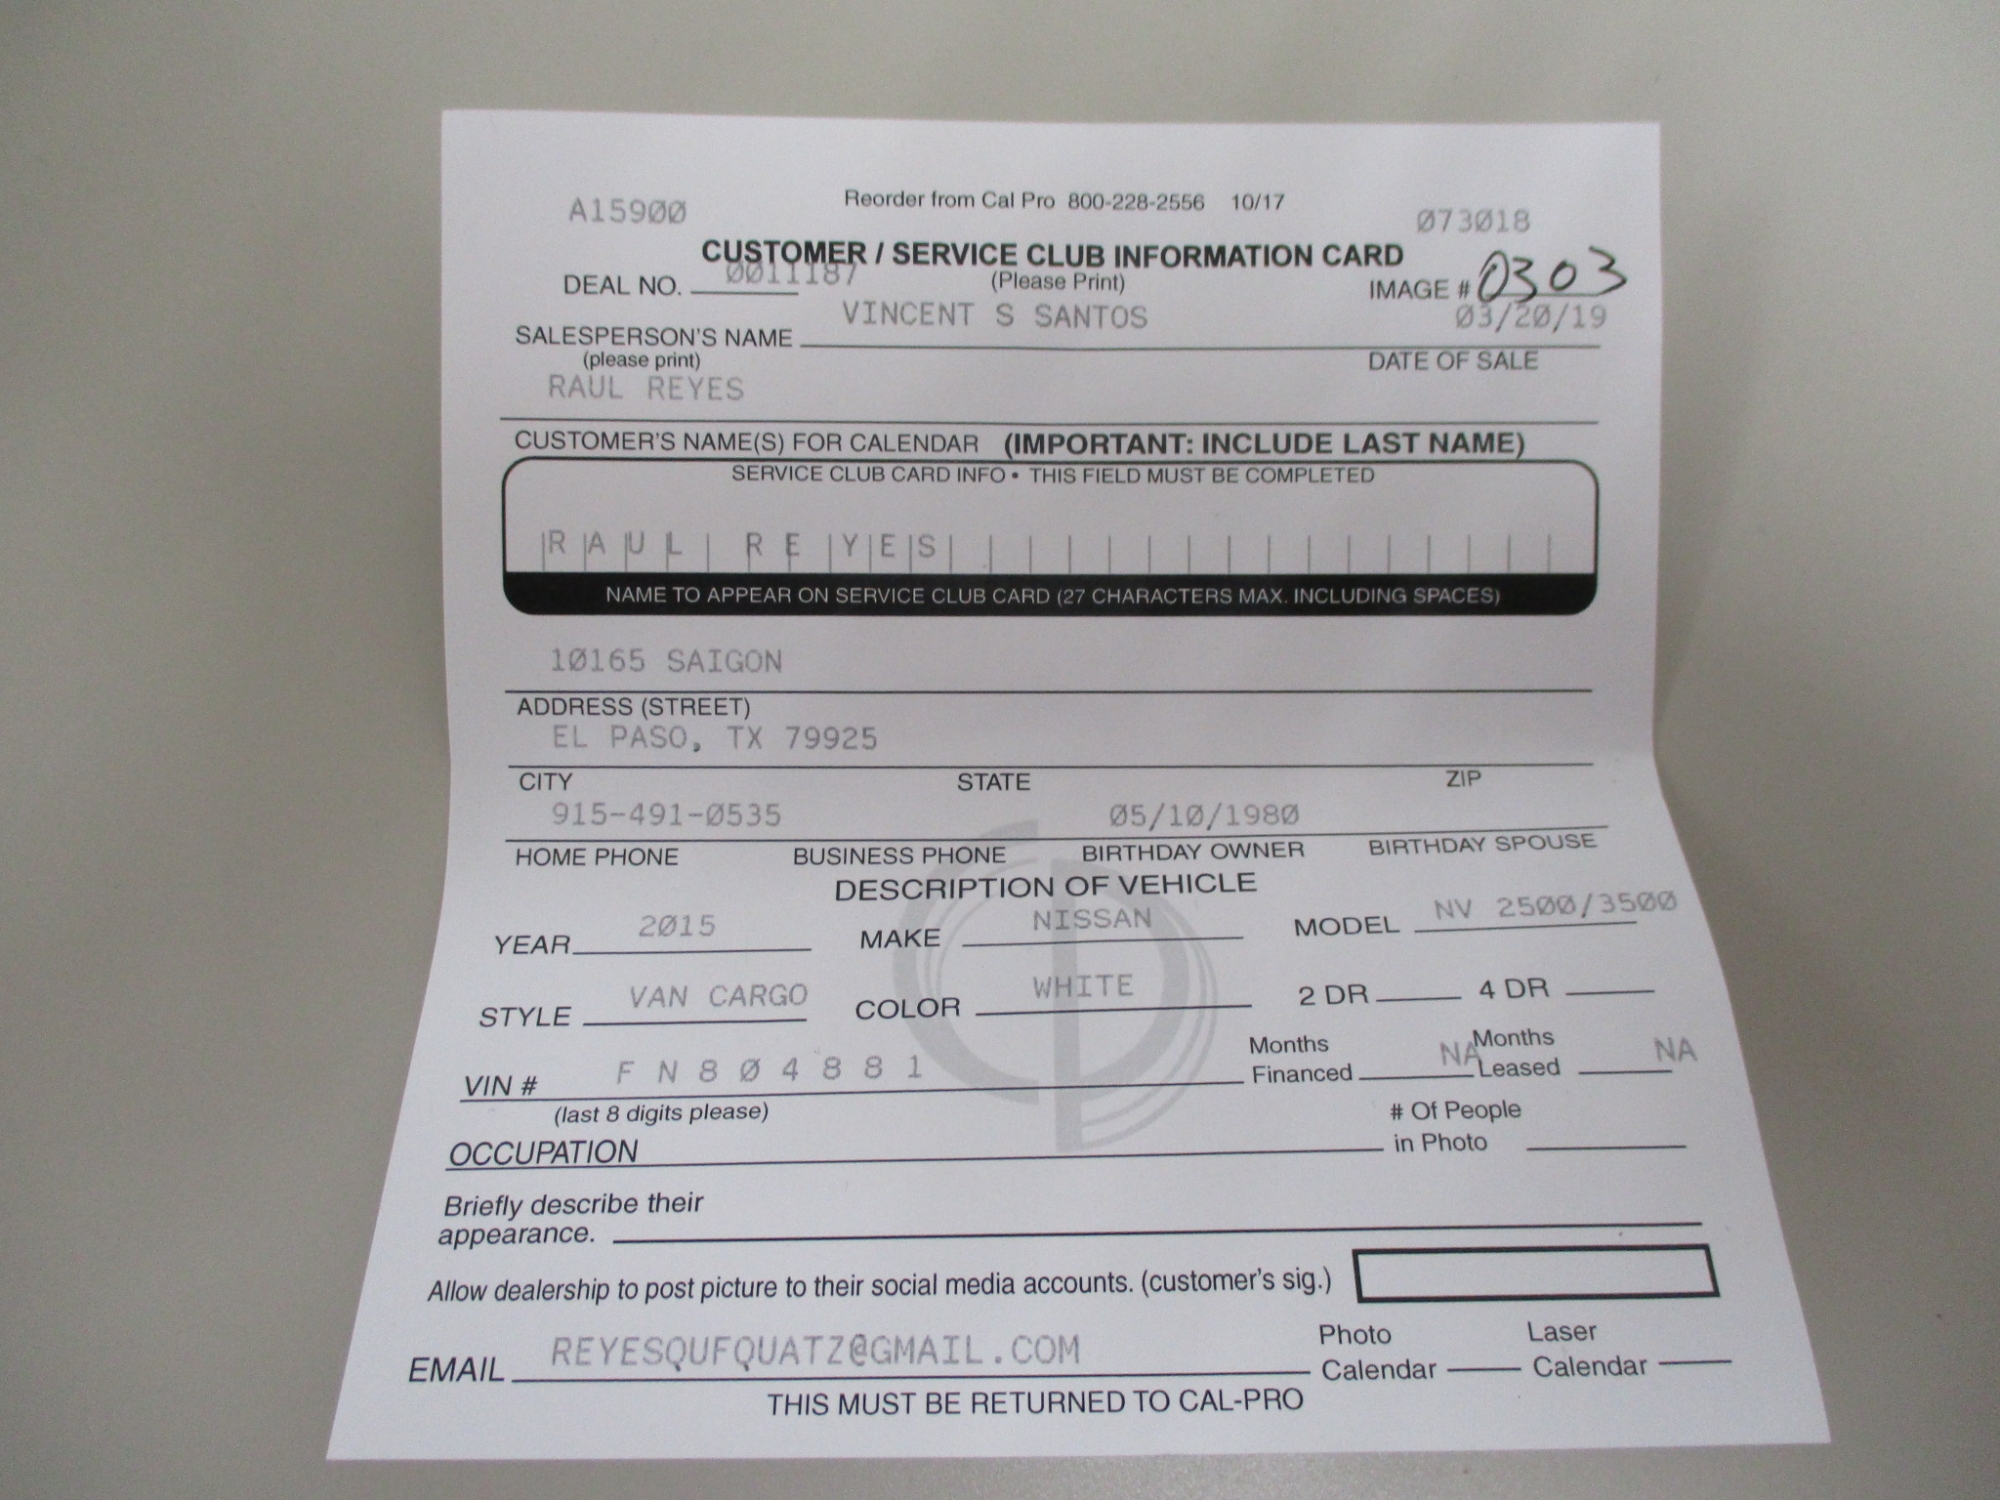 A15900 Reorder from Cal Pro 800-228-2556 10/17 073018
CUSTOMER / SERVICE CLUB INFORMATION CARD
DEAL NO. 0011187 (Please Print) IMAGE # 0303
SALESPERSON'S NAME VINCENT S SANTOS 03/20/19
(please print) DATE OF SALE
RAUL REYES
CUSTOMER'S NAME(S) FOR CALENDAR (IMPORTANT: INCLUDE LAST NAME)
SERVICE CLUB CARD INFO • THIS FIELD MUST BE COMPLETED
RAUL REYES
NAME TO APPEAR ON SERVICE CLUB CARD (27 CHARACTERS MAX. INCLUDING SPACES)
10165 SAIGON
ADDRESS (STREET)
EL PASO, TX 79925
CITY STATE ZIP
915-491-0535 05/10/1980
HOME PHONE BUSINESS PHONE BIRTHDAY OWNER BIRTHDAY SPOUSE
DESCRIPTION OF VEHICLE
YEAR 2015 MAKE NISSAN MODEL NV 2500/3500
STYLE VAN CARGO COLOR WHITE 2 DR 4 DR
VIN # FN804881 Months Financed NA Months Leased NA
(last 8 digits please)
OCCUPATION # Of People in Photo
Briefly describe their
appearance.
Allow dealership to post picture to their social media accounts. (customer's sig.)
EMAIL REYESQUFQUATZ@GMAIL.COM Photo Calendar Laser Calendar
THIS MUST BE RETURNED TO CAL-PRO